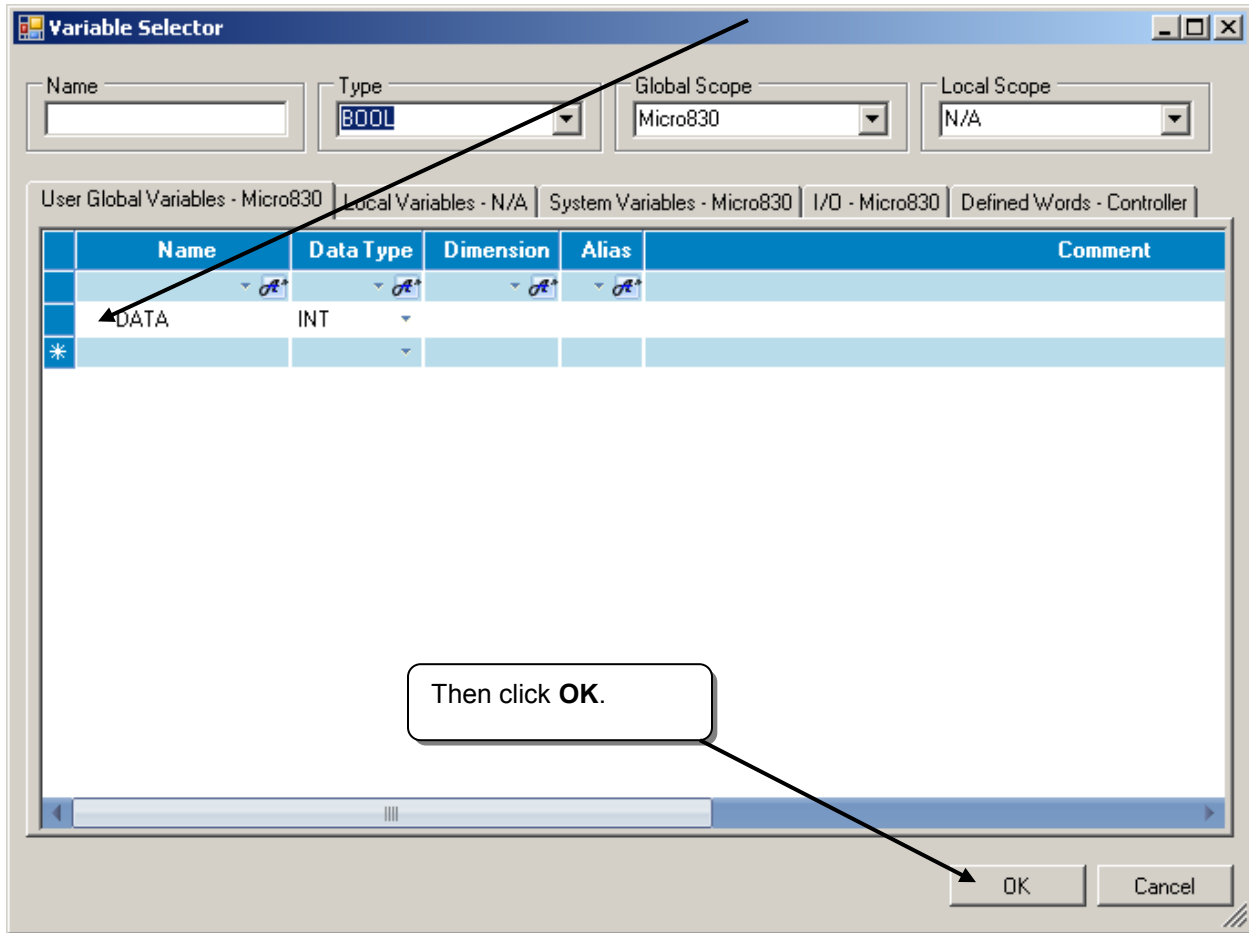 Variable Selector
Name Type Global Scope Local Scope
BOOL Micro830 N/A
User Global Variables - Micro830 Local Variables - N/A System Variables - Micro830 I/O - Micro830 Defined Words - Controller
Name Data Type Dimension Alias Comment
DATA INT
*
Then click OK.
OK Cancel